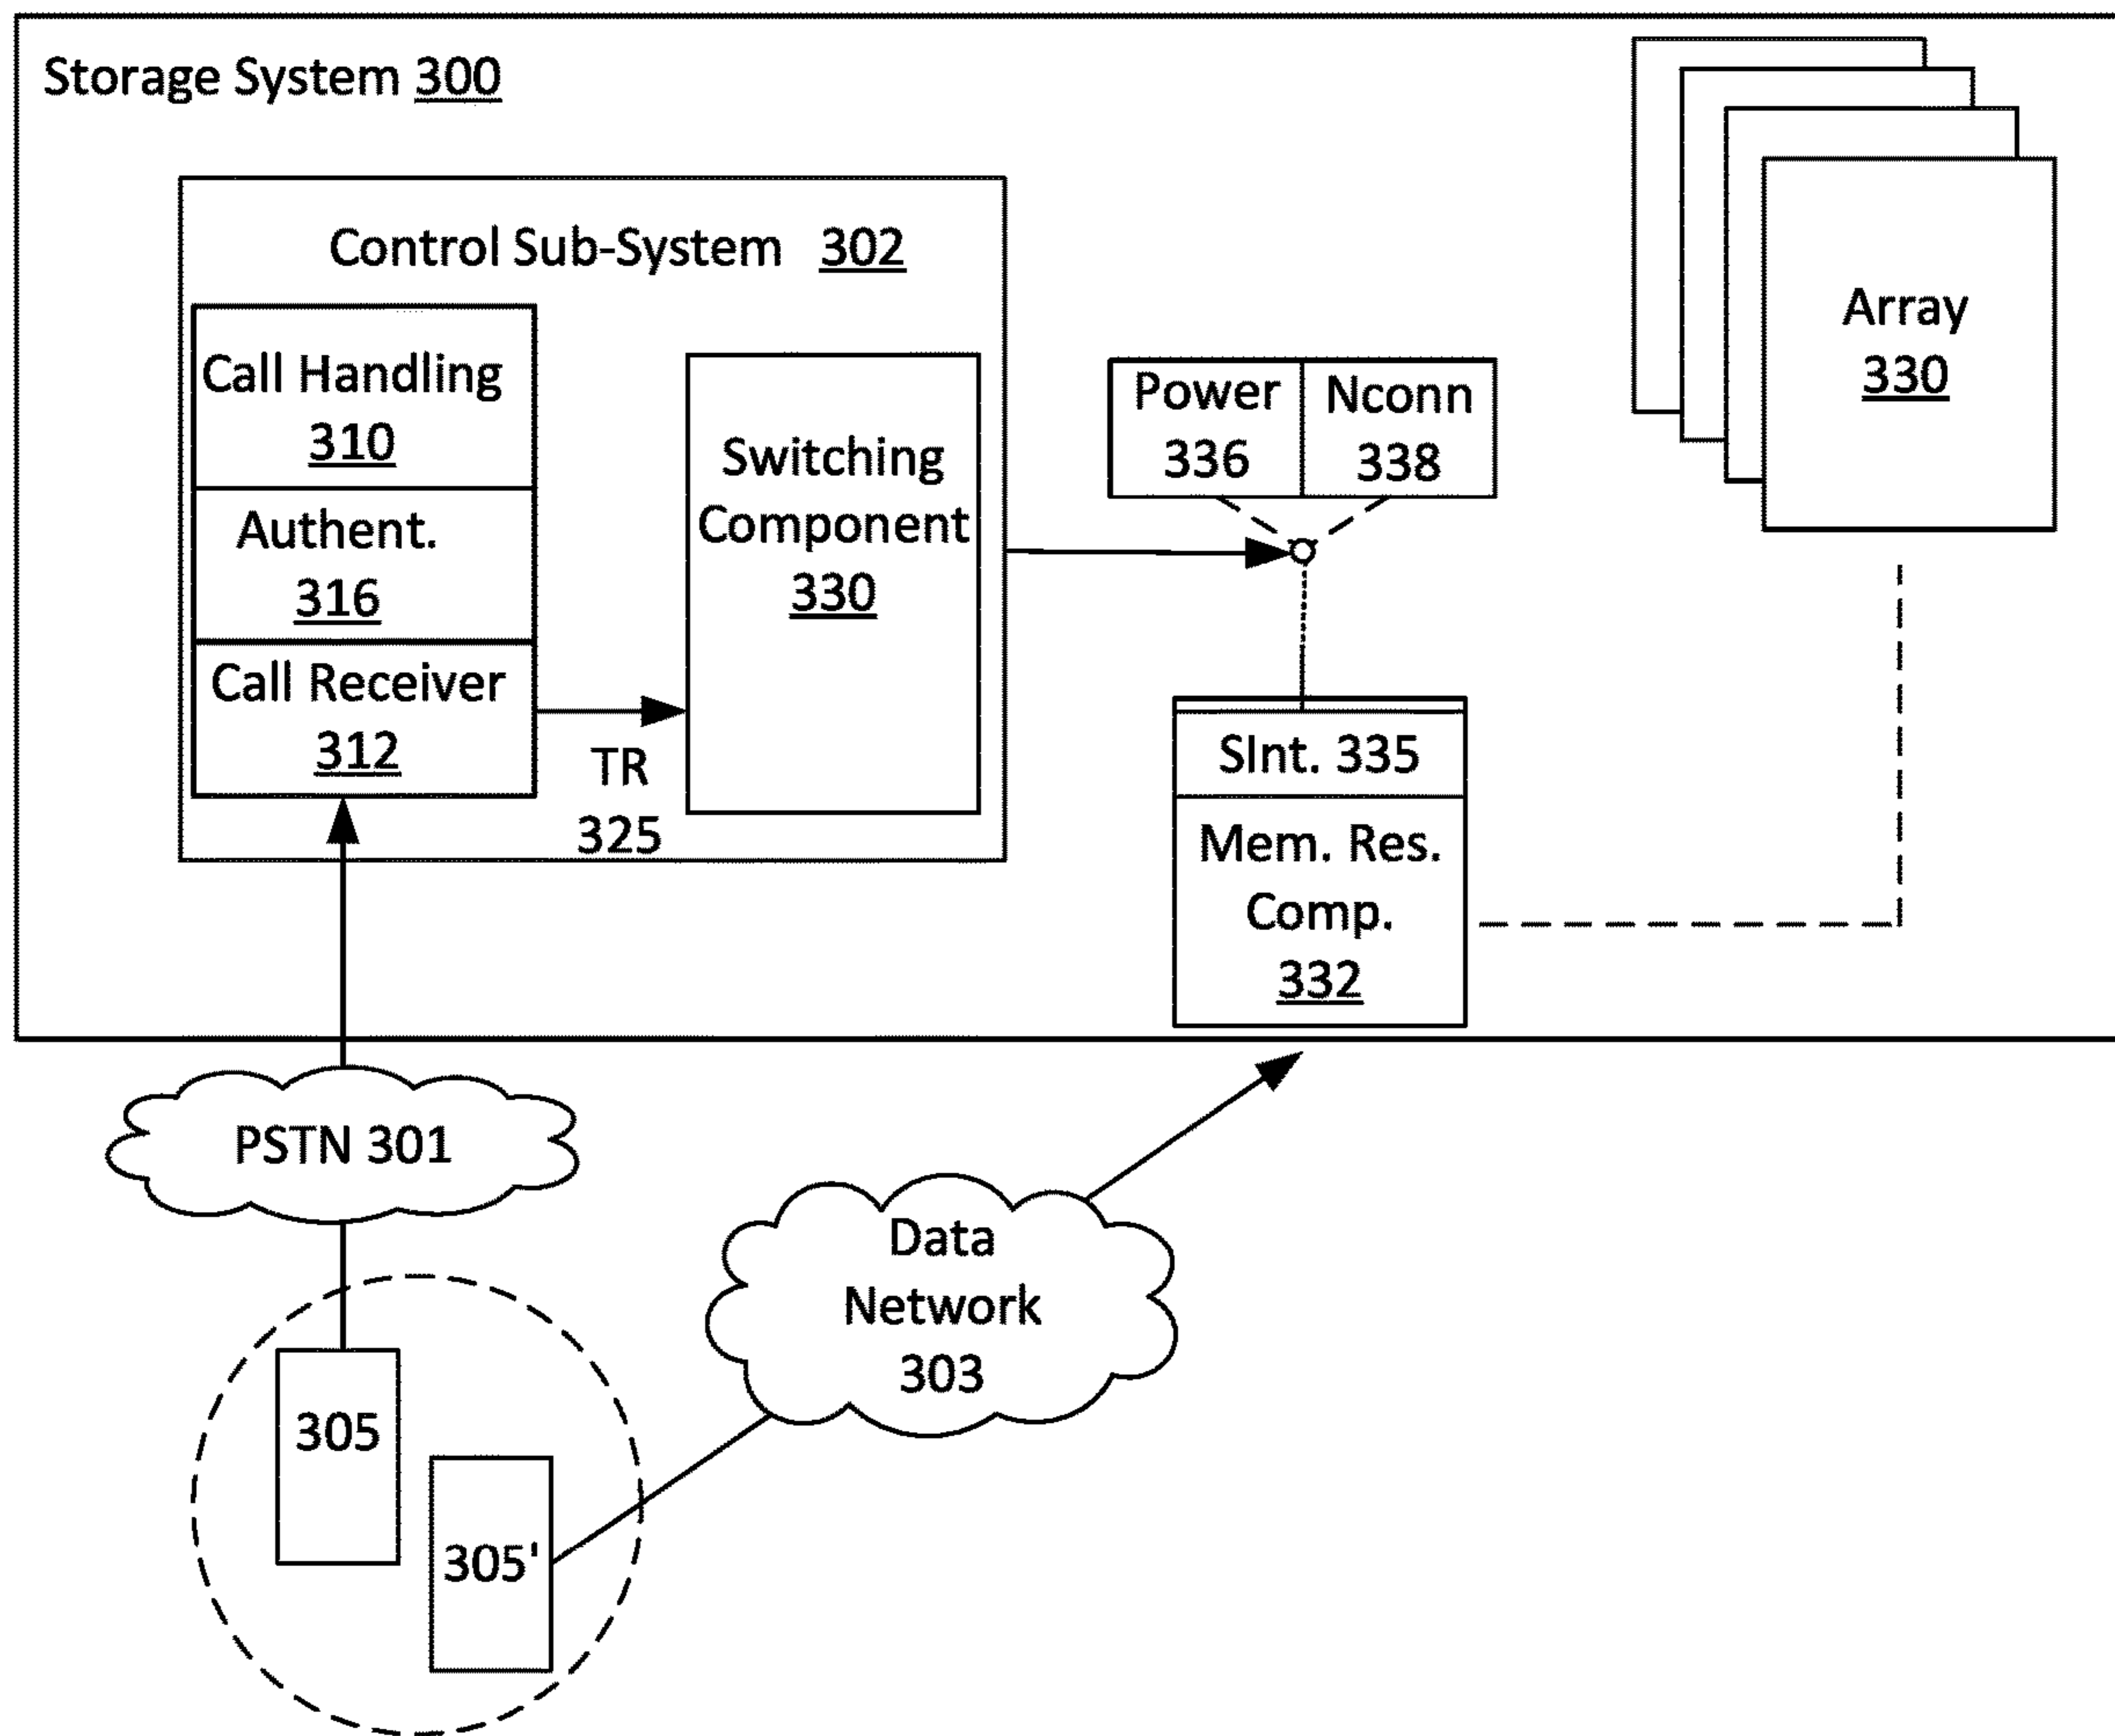 Storage System 300
Control Sub-System 302
Call Handling
310
Authent.
316
Call Receiver
312
TR
325
Switching
Component
330
Power
336
Nconn
338
Array
330
SInt. 335
Mem. Res.
Comp.
332
PSTN 301
Data
Network
303
305
305'